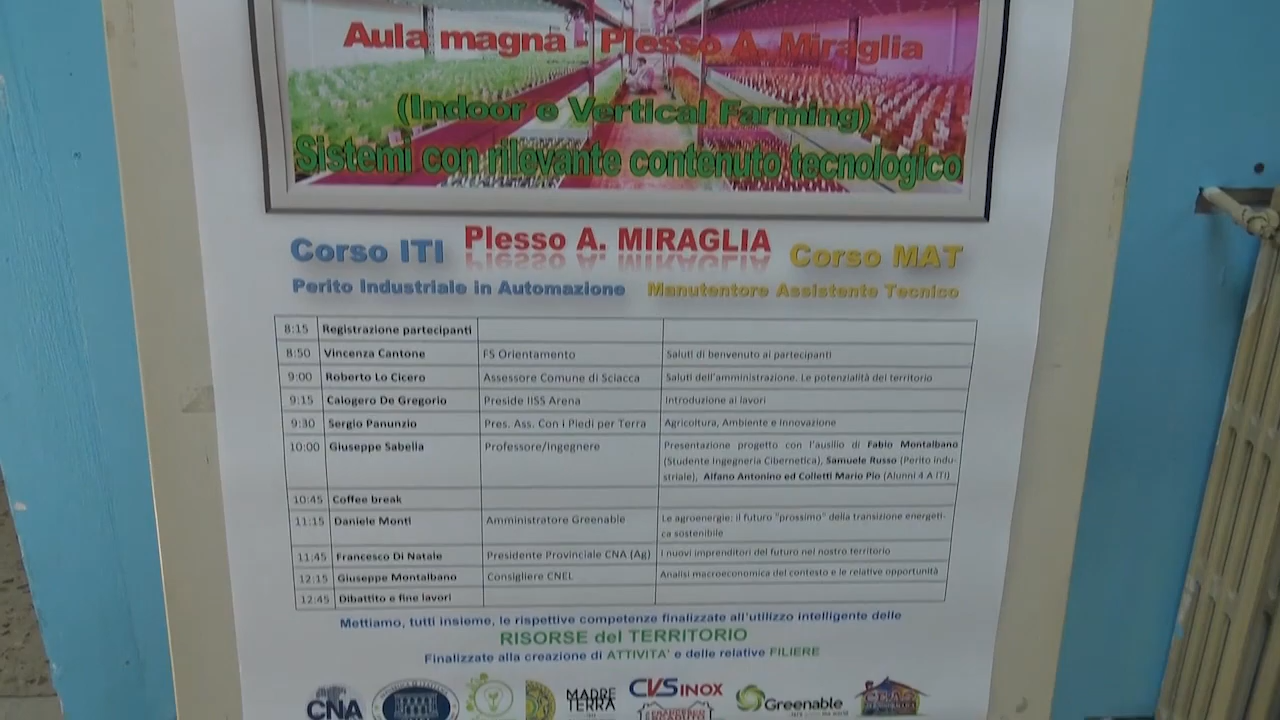 Aula magna - Plesso A. Miraglia
(Indoor e Vertical Farming)
Sistemi con rilevante contenuto tecnologico
Corso ITI Plesso A. MIRAGLIA Corso MAT
Perito Industriale in Automazione Manutentore Assistente Tecnico
8:15 Registrazione partecipanti
8:50 Vincenza Cantone FS Orientamento Saluti di benvenuto ai partecipanti
9:00 Roberto Lo Cicero Assessore Comune di Sciacca Saluti dell'amministrazione. Le potenzialità del territorio
9:15 Calogero De Gregorio Preside IISS Arena Introduzione ai lavori
9:30 Sergio Panunzio Pres. Ass. Con i Piedi per Terra Agricoltura, Ambiente e Innovazione
10:00 Giuseppe Sabella Professore/Ingegnere Presentazione progetto con l'ausilio di Fabio Montalbano
(Studente Ingegneria Cibernetica), Samuele Russo (Perito Indu-
striale), Alfano Antonino ed Colletti Mario Pio (Alunni 4 A ITI)
10:45 Coffee break
11:15 Daniele Monti Amministratore Greenable Le agroenergie: il futuro "prossimo" della transizione energeti-
ca sostenibile
11:45 Francesco Di Natale Presidente Provinciale CNA (Ag) I nuovi imprenditori del futuro nel nostro territorio
12:15 Giuseppe Montalbano Consigliere CNEL Analisi macroeconomica del contesto e le relative opportunità
12:45 Dibattito e fine lavori
Mettiamo, tutti insieme, le rispettive competenze finalizzate all'utilizzo intelligente delle
RISORSE del TERRITORIO
Finalizzate alla creazione di ATTIVITA' e delle relative FILIERE
CNA
MADRE
TERRA
CVS INOX
Greenable